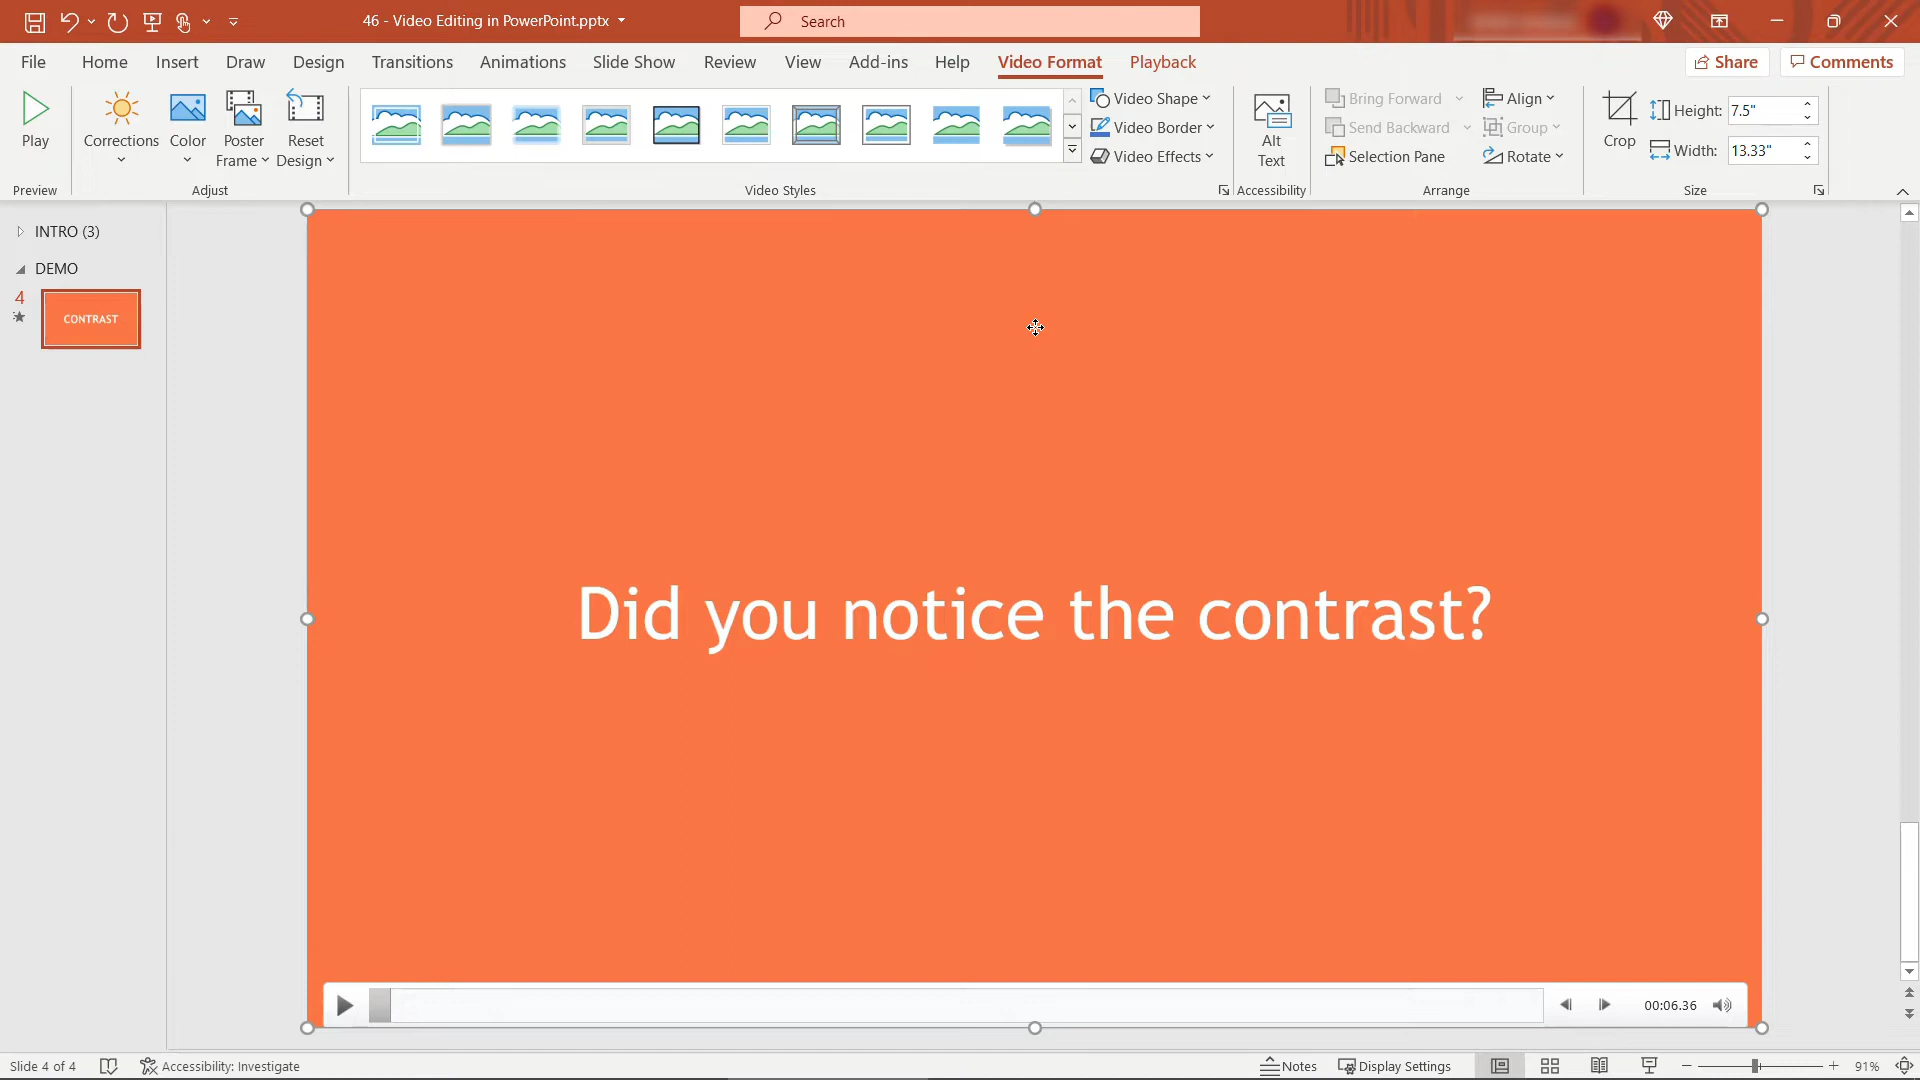 46 - Video Editing in PowerPoint.pptx
Search
File Home Insert Draw Design Transitions Animations Slide Show Review View Add-ins Help Video Format Playback
Share
Comments
Play
Preview
Corrections
Color
Poster
Frame
Reset
Design
Adjust
Video Styles
Video Shape
Video Border
Video Effects
Alt
Text
Accessibility
Bring Forward
Send Backward
Selection Pane
Align
Group
Rotate
Arrange
Crop
Height: 7.5"
Width: 13.33"
Size
INTRO (3)
DEMO
4
CONTRAST
Did you notice the contrast?
00:06.36
Slide 4 of 4
Accessibility: Investigate
Notes
Display Settings
91%